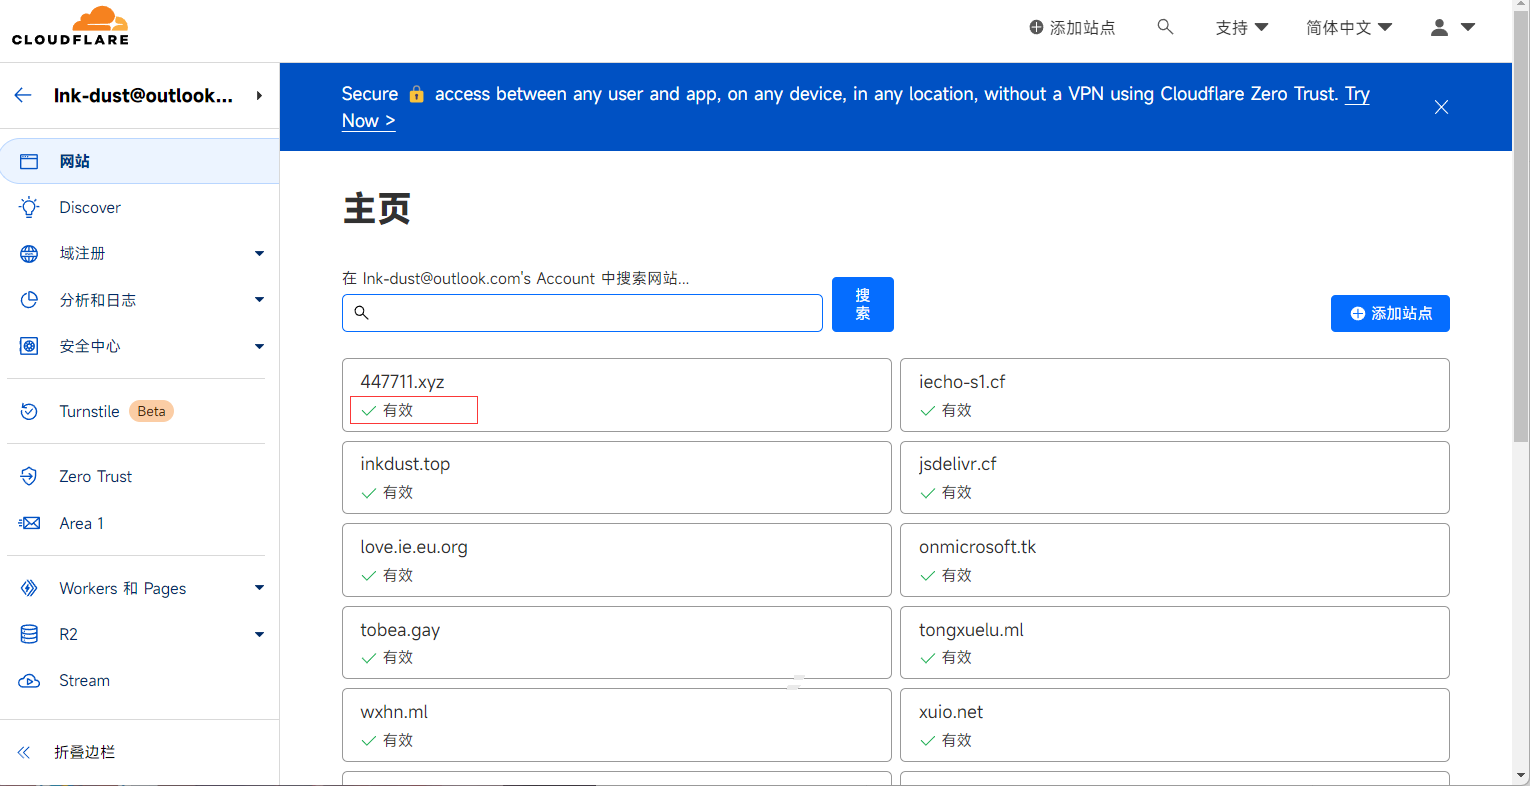 CLOUDFLARE
添加站点
支持
简体中文
Ink-dust@outlook...
网站
Discover
域注册
分析和日志
安全中心
Turnstile Beta
Zero Trust
Area 1
Workers 和 Pages
R2
Stream
折叠边栏
Secure 🔒 access between any user and app, on any device, in any location, without a VPN using Cloudflare Zero Trust. Try
Now >
主页
在 Ink-dust@outlook.com's Account 中搜索网站...
搜
索
添加站点
447711.xyz
有效
iecho-s1.cf
有效
inkdust.top
有效
jsdelivr.cf
有效
love.ie.eu.org
有效
onmicrosoft.tk
有效
tobea.gay
有效
tongxuelu.ml
有效
wxhn.ml
有效
xuio.net
有效